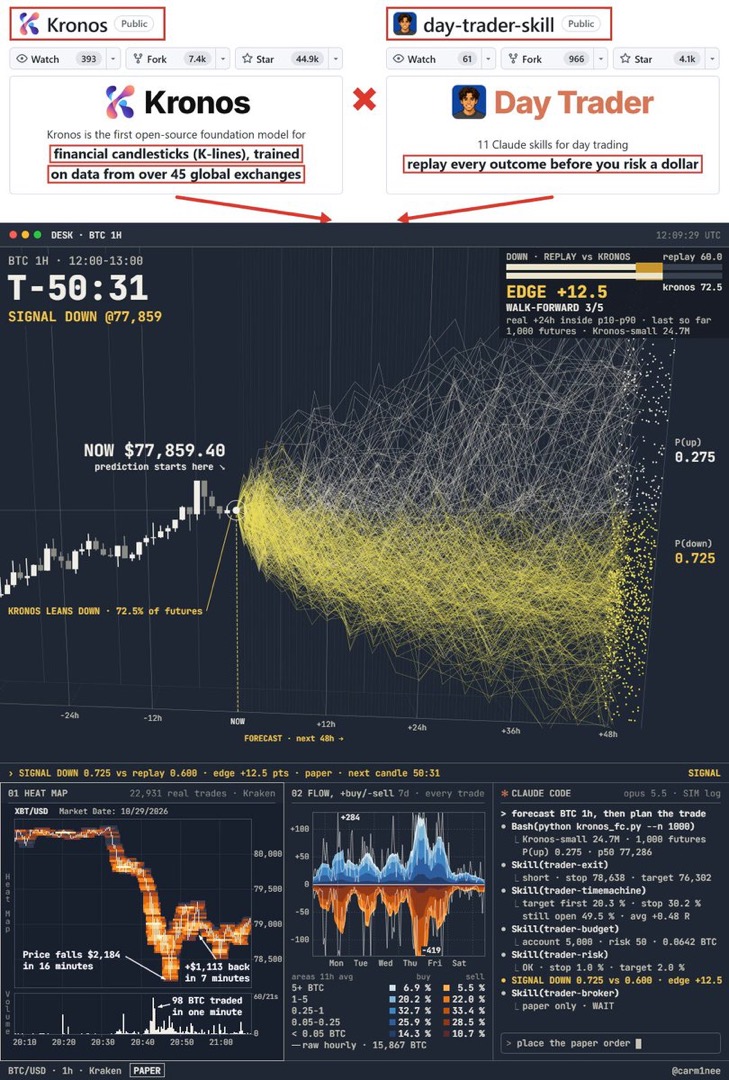 Kronos Public
Watch 393 Fork 7.4k Star 44.9k
Kronos
Kronos is the first open-source foundation model for
financial candlesticks (K-lines), trained
on data from over 45 global exchanges
day-trader-skill Public
Watch 61 Fork 966 Star 4.1k
Day Trader
11 Claude skills for day trading
replay every outcome before you risk a dollar
DESK · BTC 1H
12:09:29 UTC
BTC 1H · 12:00-13:00
T-50:31
SIGNAL DOWN @77,859
DOWN · REPLAY vs KRONOS replay 60.0
EDGE +12.5 kronos 72.5
WALK-FORWARD 3/5
real +24h inside p10-p90 · last so far
1,000 futures · Kronos-small 24.7M
NOW $77,859.40
prediction starts here ↘
P(up)
0.275
P(down)
0.725
KRONOS LEANS DOWN · 72.5% of futures
-24h -12h NOW +12h +24h +36h +48h
FORECAST · next 48h →
› SIGNAL DOWN 0.725 vs replay 0.600 · edge +12.5 pts · paper · next candle 50:31 SIGNAL
01 HEAT MAP 22,931 real trades · Kraken
XBT/USD Market Date: 10/29/2026
Heat Map
80,000
79,500
79,000
78,500
Price falls $2,184
in 16 minutes
+$1,113 back
in 7 minutes
Volume
98 BTC traded
in one minute
60/21s
0
20:10 20:20 20:30 20:40 20:50 21:00
02 FLOW, +buy/-sell 7d · every trade
+284
+100
+50
0
-50
-100
-419
Mon Tue Wed Thu Fri Sat
areas 11h avg buy sell
5+ BTC 6.9 % 5.5 %
1-5 20.2 % 22.0 %
0.25-1 32.7 % 33.4 %
0.05-0.25 25.9 % 28.5 %
< 0.05 BTC 14.3 % 10.7 %
raw hourly · 15,867 BTC
CLAUDE CODE opus 5.5 · SIM log
> forecast BTC 1h, then plan the trade
Bash(python kronos_fc.py --n 1000)
Kronos-small 24.7M · 1,000 futures
P(up) 0.275 · p50 77,286
Skill(trader-exit)
short · stop 78,638 · target 76,302
Skill(trader-timemachine)
target first 20.3 % · stop 30.2 %
still open 49.5 % · avg +0.48 R
Skill(trader-budget)
account 5,000 · risk 50 · 0.0642 BTC
Skill(trader-risk)
OK · stop 1.0 % · target 2.0 %
SIGNAL DOWN 0.725 vs 0.600 · edge +12.5
Skill(trader-broker)
paper only · WAIT
> place the paper order
BTC/USD · 1h · Kraken PAPER
@carm1nee